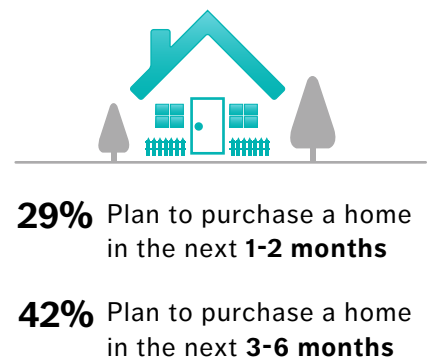 29% Plan to purchase a home
in the next 1-2 months
42% Plan to purchase a home
in the next 3-6 months